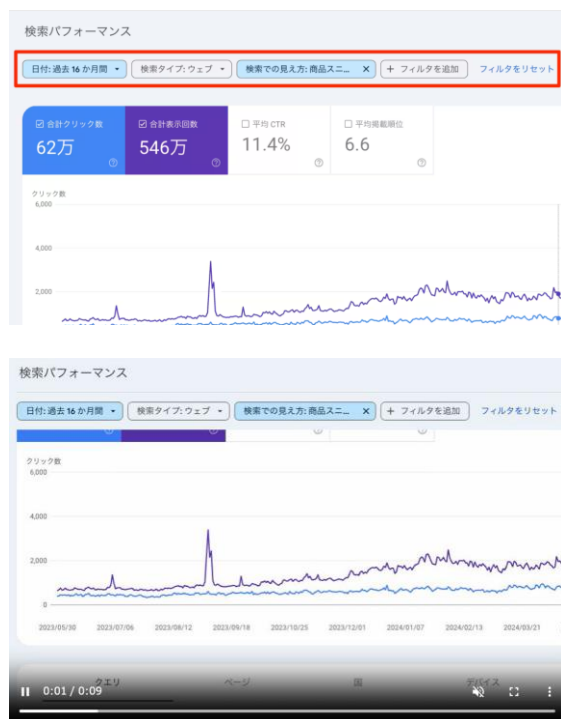 検索パフォーマンス
日付: 過去 16 か月間 検索タイプ: ウェブ 検索での見え方: 商品スニ... X + フィルタを追加 フィルタをリセット
合計クリック数 合計表示回数 平均 CTR 平均掲載順位
62万 546万 11.4% 6.6
クリック数
6,000
4,000
2,000
検索パフォーマンス
日付: 過去 16 か月間 検索タイプ: ウェブ 検索での見え方: 商品スニ... X + フィルタを追加 フィルタをリセット
クリック数
6,000
4,000
2,000
0
2023/05/30 2023/07/06 2023/08/12 2023/09/18 2023/10/25 2023/12/01 2024/01/07 2024/02/13 2024/03/21
クエリ ページ 国 デバイス
0:01 / 0:09